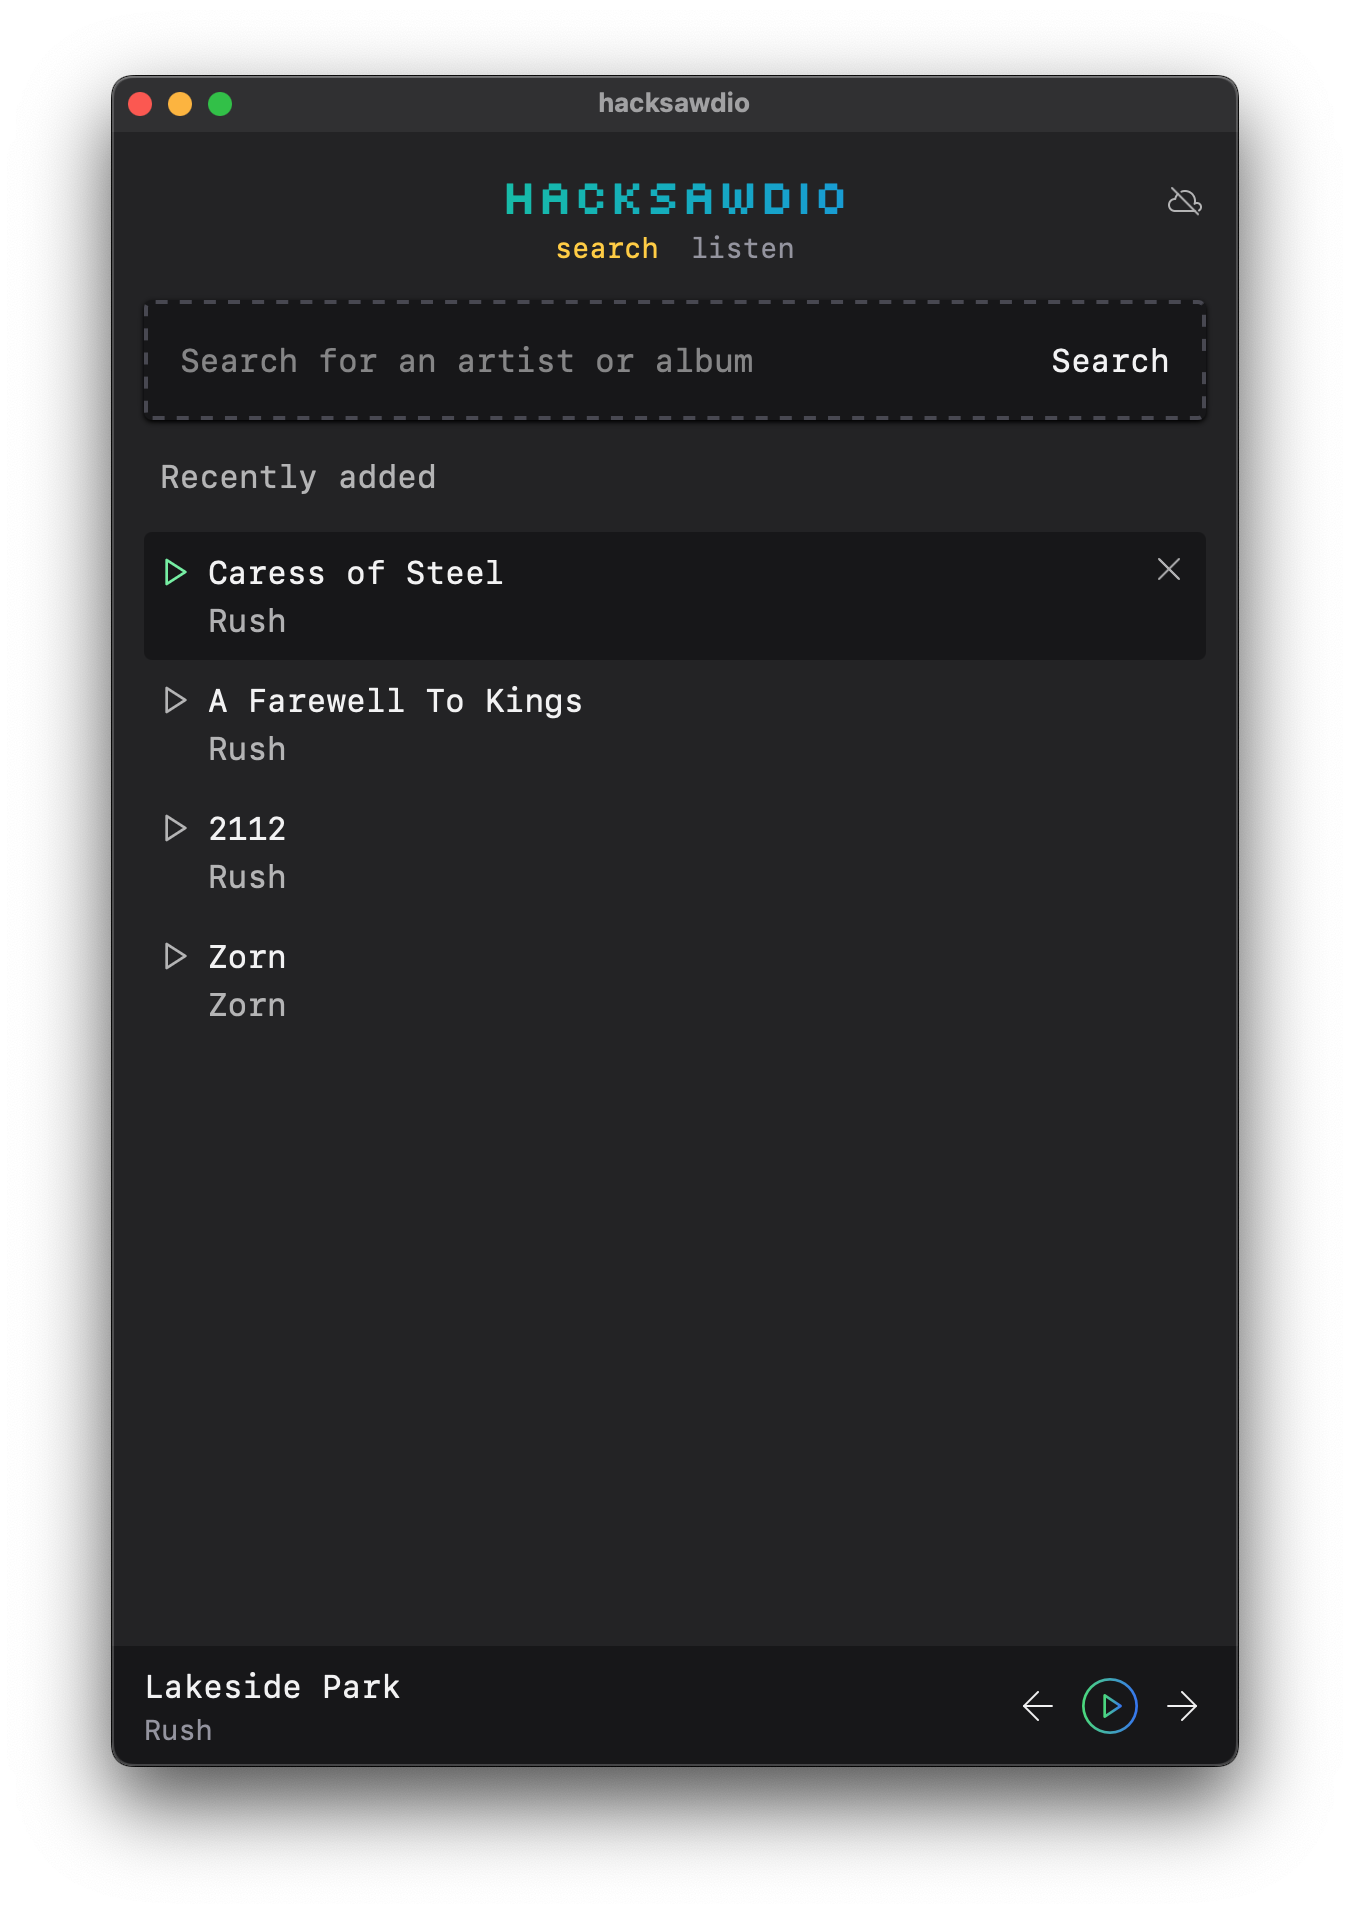 hacksawdio
HACKSAWDIO
search listen
Search for an artist or album Search
Recently added
Caress of Steel
Rush
A Farewell To Kings
Rush
2112
Rush
Zorn
Zorn
Lakeside Park
Rush